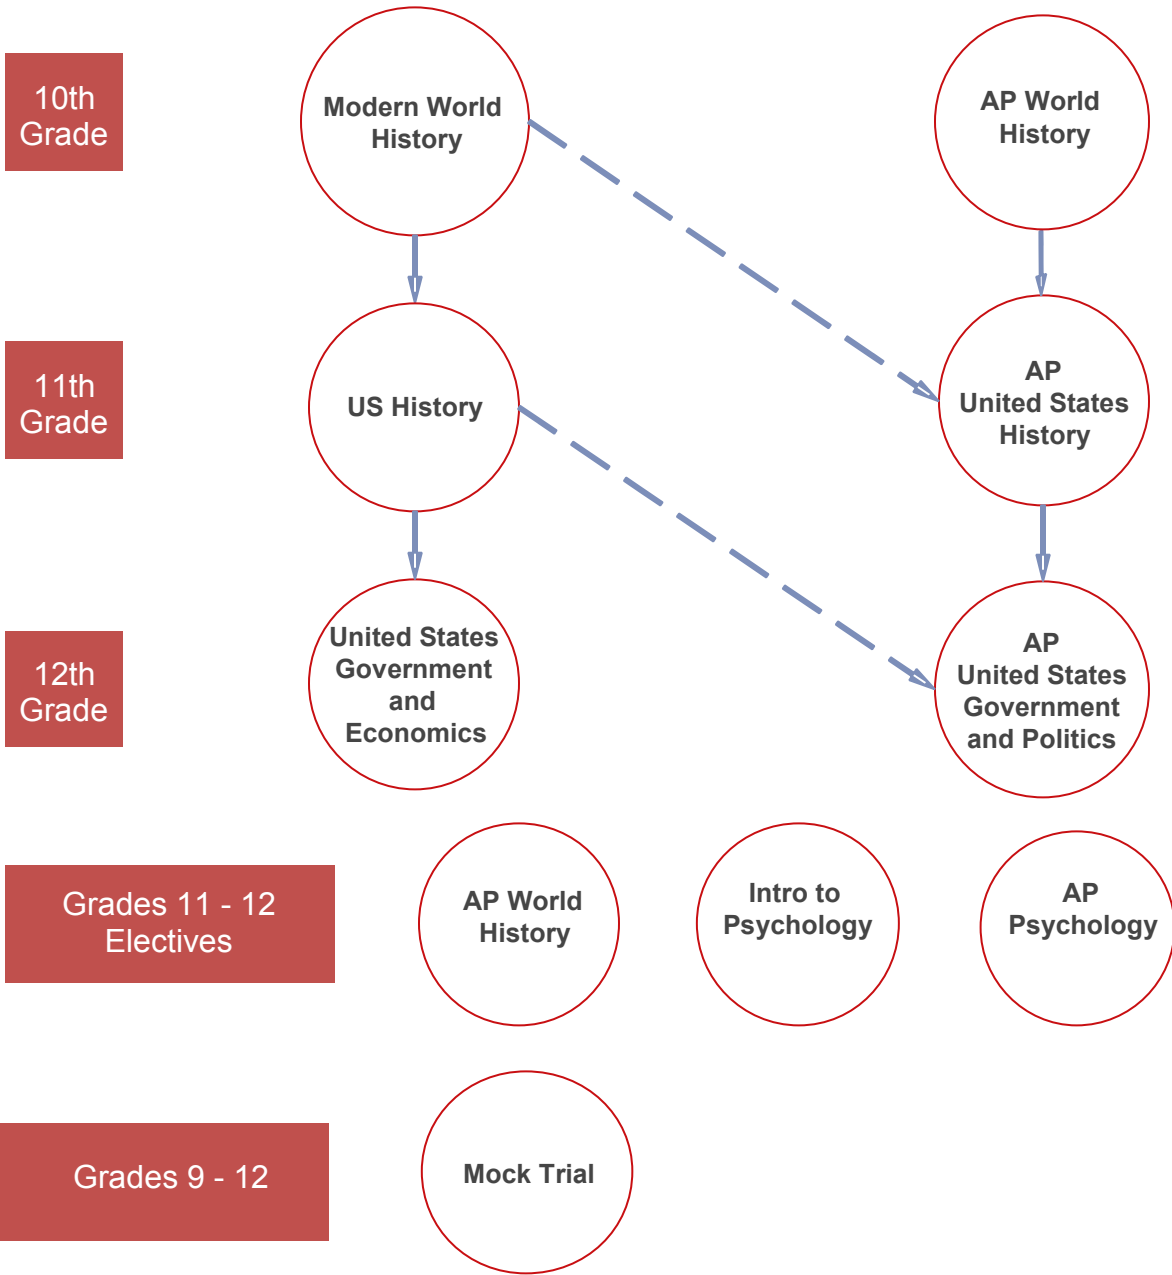 10th
Grade
Modern World
History
AP World
History
11th
Grade
US History
AP
United States
History
12th
Grade
United States
Government
and
Economics
AP
United States
Government
and Politics
Grades 11 - 12
Electives
AP World
History
Intro to
Psychology
AP
Psychology
Grades 9 - 12
Mock Trial